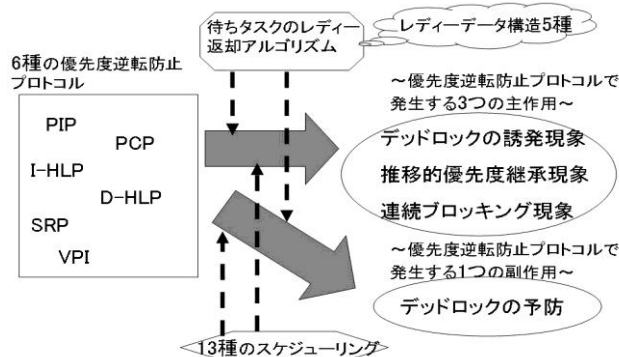 待ちタスクのレディー
返却アルゴリズム
レディーデータ構造5種
6種の優先度逆転防止
プロトコル
PIP
PCP
I-HLP
D-HLP
SRP
VPI
～優先度逆転防止プロトコルで
発生する3つの主作用～
デッドロックの誘発現象
推移的優先度継承現象
連続ブロッキング現象
～優先度逆転防止プロトコルで
発生する1つの副作用～
デッドロックの予防
13種のスケジューリング